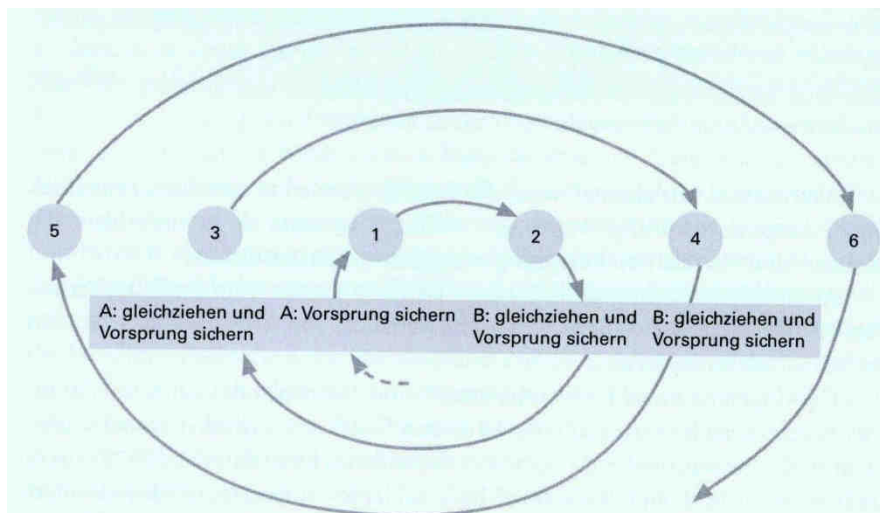 5 3 1 2 4 6
A: gleichziehen und A: Vorsprung sichern B: gleichziehen und B: gleichziehen und
Vorsprung sichern Vorsprung sichern Vorsprung sichern